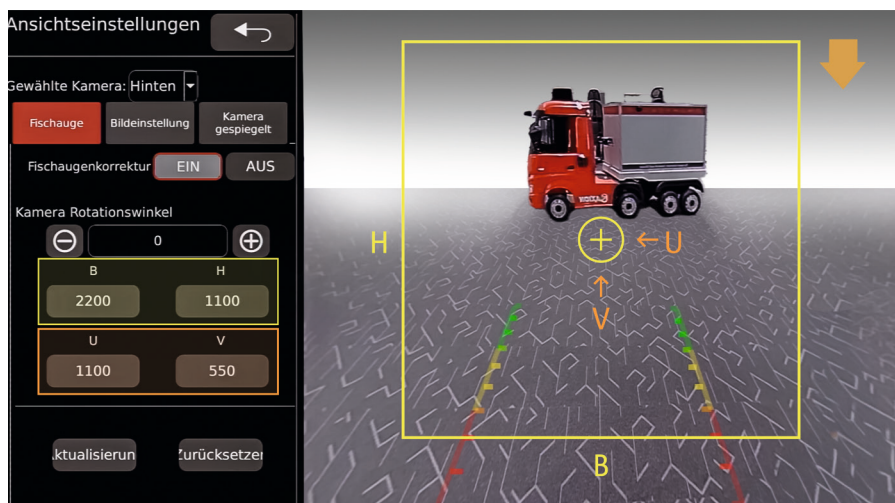 Ansichtseinstellungen
Gewählte Kamera: Hinten
Fischauge
Bildeinstellung
Kamera
gespiegelt
Fischaugenkorrektur EIN AUS
Kamera Rotationswinkel
0
B H
2200 1100
U V
1100 550
ktualisierun Zurücksetzer
H
U
V
B